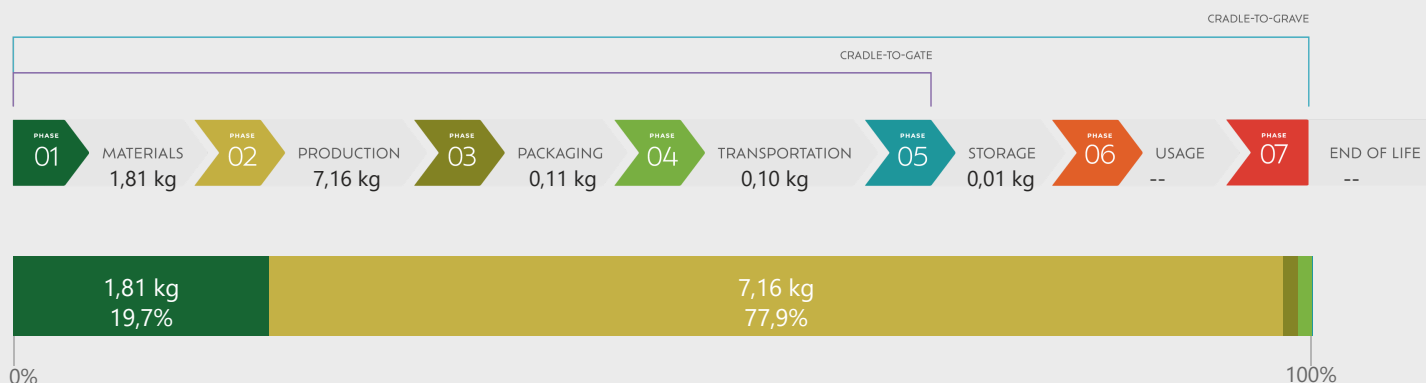 CRADLE-TO-GRAVE
CRADLE-TO-GATE
PHASE
01
MATERIALS
1,81 kg
PHASE
02
PRODUCTION
7,16 kg
PHASE
03
PACKAGING
0,11 kg
PHASE
04
TRANSPORTATION
0,10 kg
PHASE
05
STORAGE
0,01 kg
PHASE
06
USAGE
--
PHASE
07
END OF LIFE
--
1,81 kg
19,7%
7,16 kg
77,9%
0%
100%